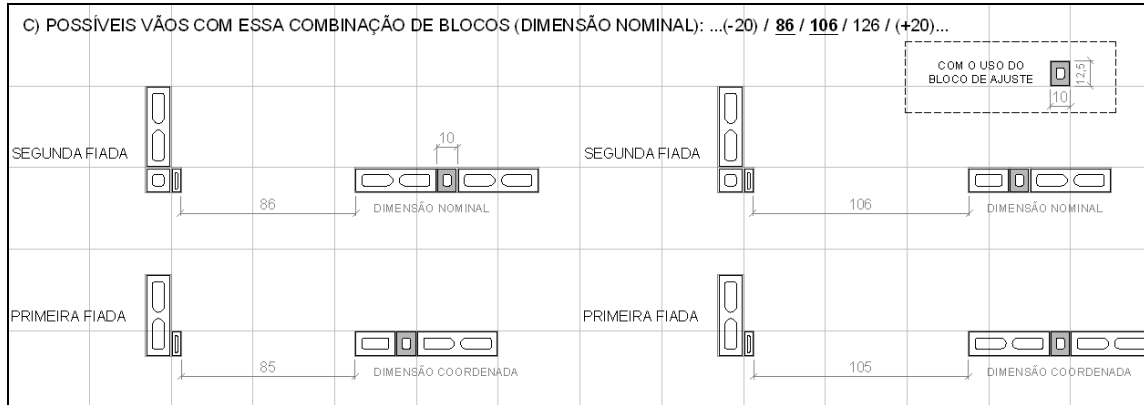 C) POSSÍVEIS VÃOS COM ESSA COMBINAÇÃO DE BLOCOS (DIMENSÃO NOMINAL): ...(-20) / 86 / 106 / 126 / (+20)...
COM O USO DO
BLOCO DE AJUSTE
12,5
10
SEGUNDA FIADA
10
86
DIMENSÃO NOMINAL
SEGUNDA FIADA
106
DIMENSÃO NOMINAL
PRIMEIRA FIADA
85
DIMENSÃO COORDENADA
PRIMEIRA FIADA
105
DIMENSÃO COORDENADA